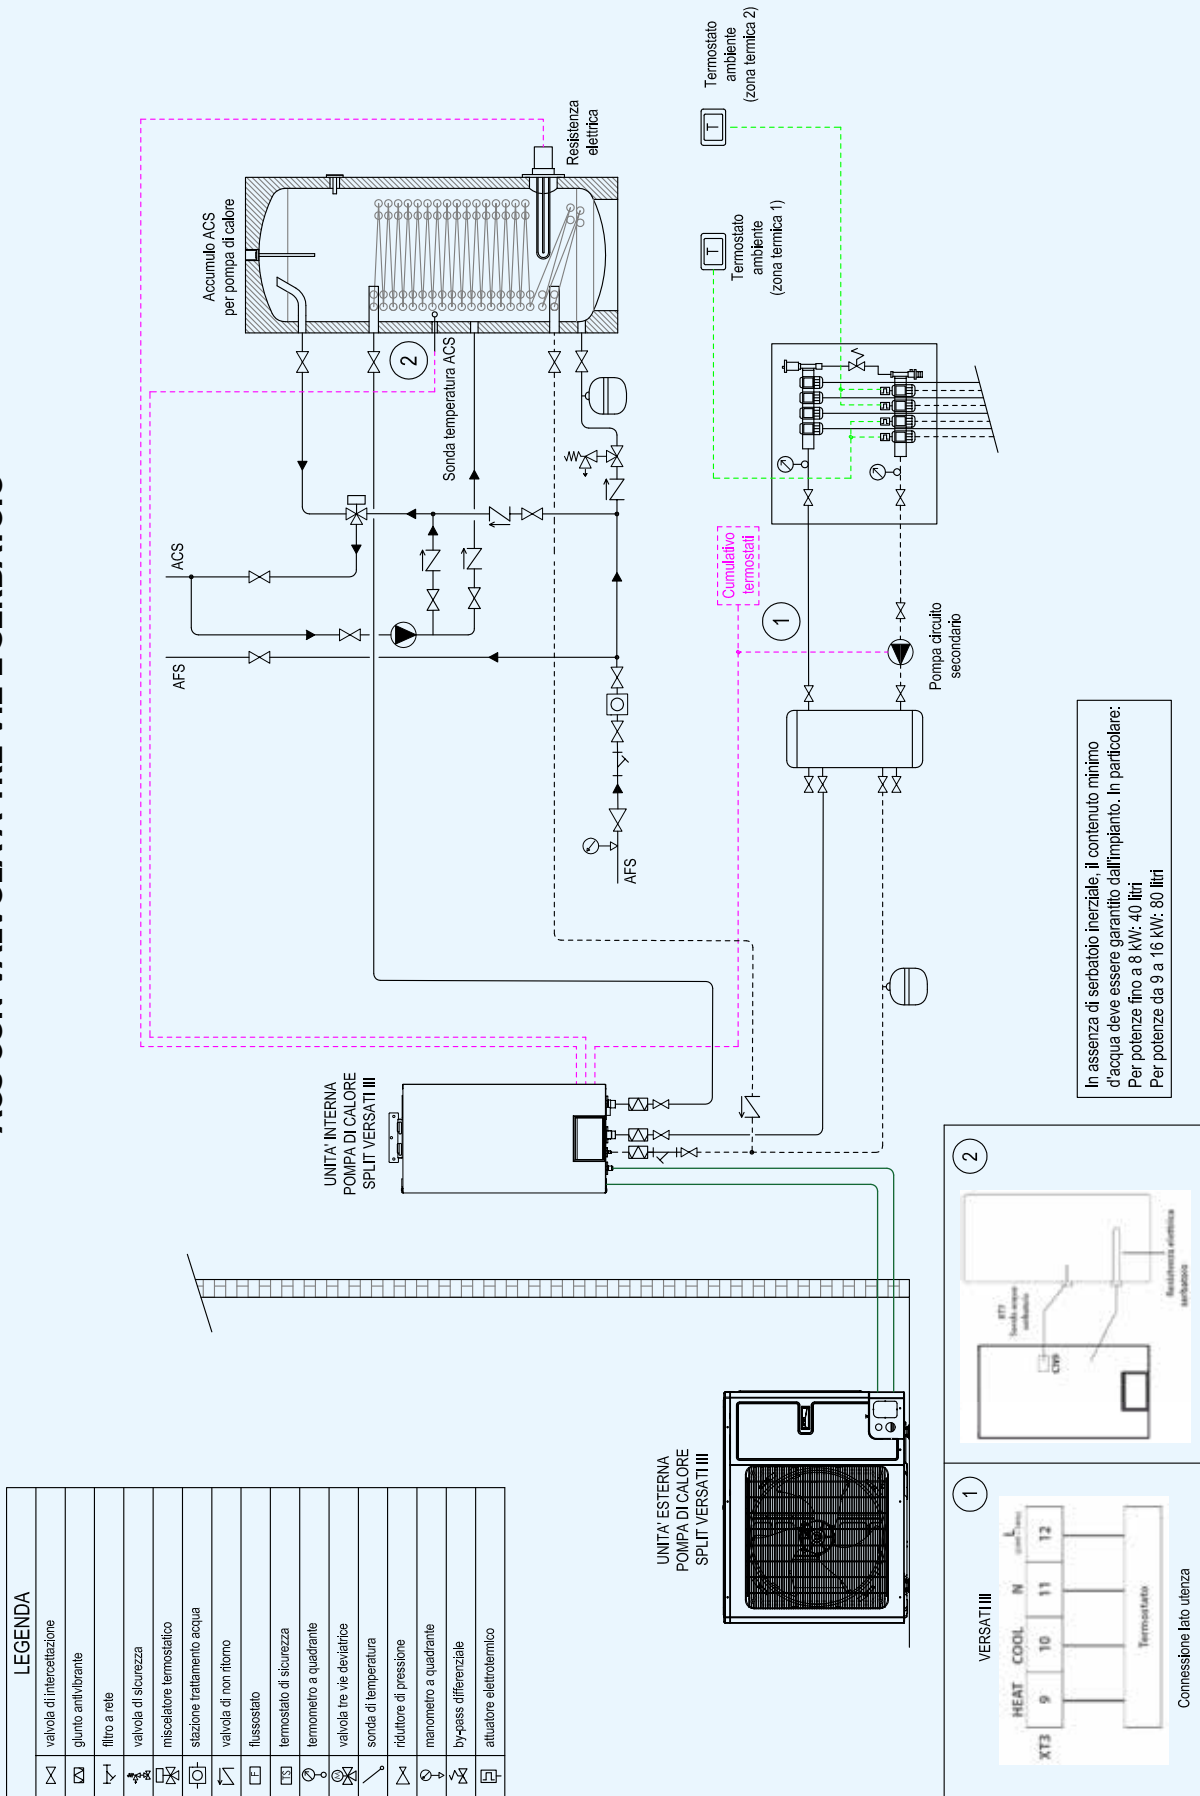 Accumulo ACS
per pompa di calore
Resistenza
elettrica
Termostato
ambiente
(zona termica 2)
Termostato
ambiente
(zona termica 1)
T
T
2
Sonda temperatura ACS
ACS
AFS
AFS
Cumulativo
termostati
1
Pompa circuito
secondario
UNITA' INTERNA
POMPA DI CALORE
SPLIT VERSATI III
UNITA' ESTERNA
POMPA DI CALORE
SPLIT VERSATI III
In assenza di serbatoio inerziale, il contenuto minimo
d'acqua deve essere garantito dall'impianto. In particolare:
Per potenze fino a 8 kW: 40 litri
Per potenze da 9 a 16 kW: 80 litri
LEGENDA
valvola di intercettazione
giunto antivibrante
filtro a rete
valvola di sicurezza
miscelatore termostatico
stazione trattamento acqua
valvola di non ritorno
F flussostato
TS termostato di sicurezza
termometro a quadrante
M valvola tre vie deviatrice
sonda di temperatura
riduttore di pressione
manometro a quadrante
by-pass differenziale
attuatore elettrotermico
1
VERSATI III
HEAT COOL N L
XT3 9 10 11 12
Termostato
Connessione lato utenza
2
Sonda acqua
serbatoio
Resistenza elettrica
serbatoio